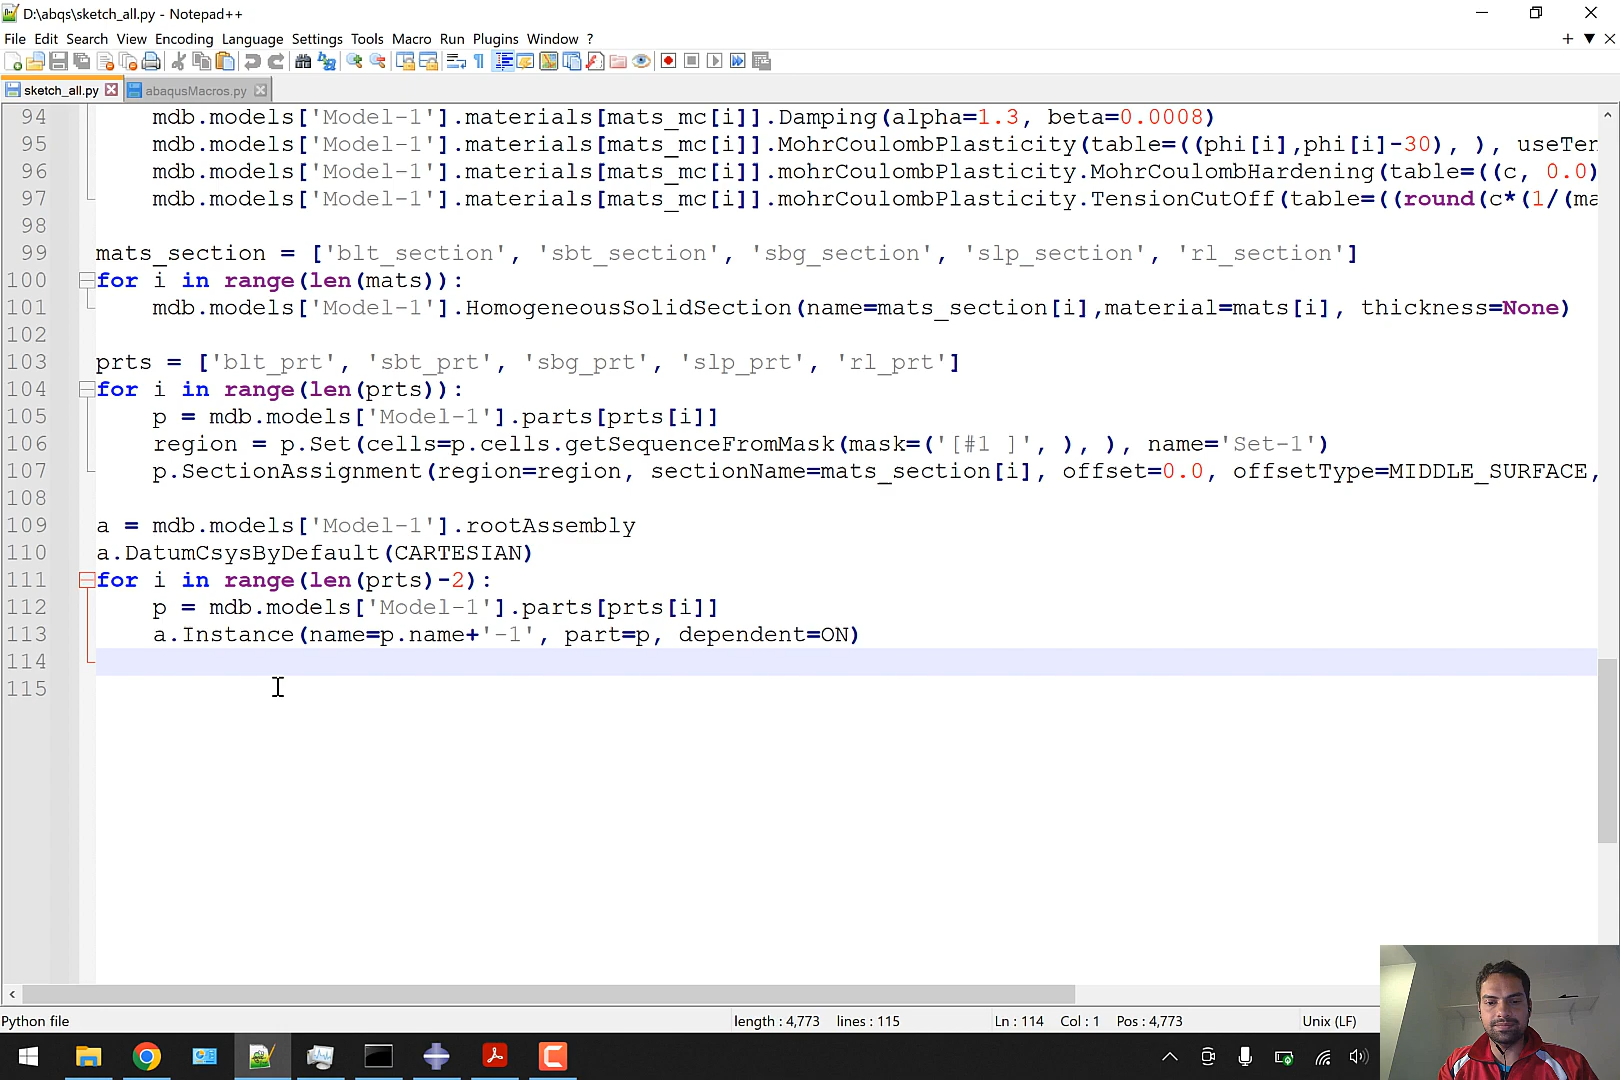 D:\abqs\sketch_all.py - Notepad++
File Edit Search View Encoding Language Settings Tools Macro Run Plugins Window ?
sketch_all.py abaqusMacros.py
94 mdb.models['Model-1'].materials[mats_mc[i]].Damping(alpha=1.3, beta=0.0008)
95 mdb.models['Model-1'].materials[mats_mc[i]].MohrCoulombPlasticity(table=((phi[i],phi[i]-30), ), useTen
96 mdb.models['Model-1'].materials[mats_mc[i]].mohrCoulombPlasticity.MohrCoulombHardening(table=((c, 0.0)
97 mdb.models['Model-1'].materials[mats_mc[i]].mohrCoulombPlasticity.TensionCutOff(table=((round(c*(1/(ma
98
99 mats_section = ['blt_section', 'sbt_section', 'sbg_section', 'slp_section', 'rl_section']
100 for i in range(len(mats)):
101 mdb.models['Model-1'].HomogeneousSolidSection(name=mats_section[i],material=mats[i], thickness=None)
102
103 prts = ['blt_prt', 'sbt_prt', 'sbg_prt', 'slp_prt', 'rl_prt']
104 for i in range(len(prts)):
105 p = mdb.models['Model-1'].parts[prts[i]]
106 region = p.Set(cells=p.cells.getSequenceFromMask(mask=('[#1 ]', ), ), name='Set-1')
107 p.SectionAssignment(region=region, sectionName=mats_section[i], offset=0.0, offsetType=MIDDLE_SURFACE,
108
109 a = mdb.models['Model-1'].rootAssembly
110 a.DatumCsysByDefault(CARTESIAN)
111 for i in range(len(prts)-2):
112 p = mdb.models['Model-1'].parts[prts[i]]
113 a.Instance(name=p.name+'-1', part=p, dependent=ON)
114
115
Python file length : 4,773 lines : 115 Ln : 114 Col : 1 Pos : 4,773 Unix (LF)